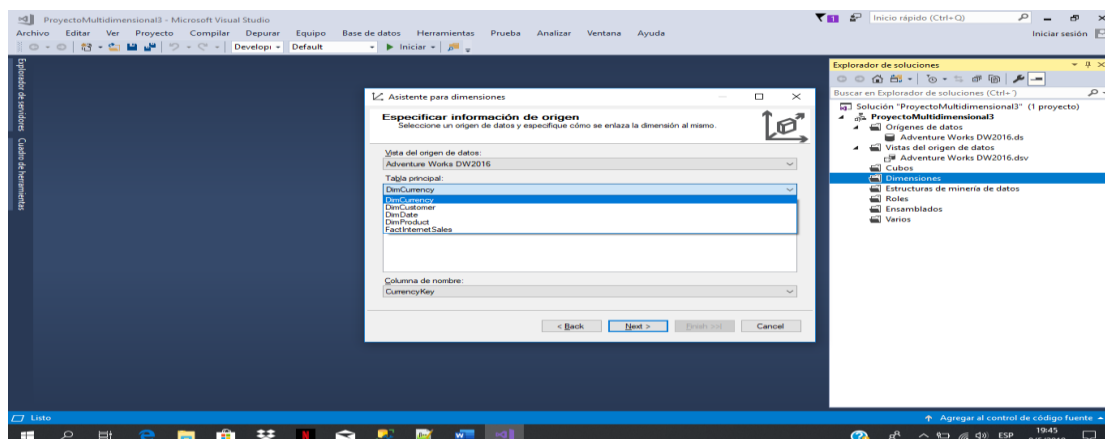 ProyectoMultidimensional3 - Microsoft Visual Studio
Inicio rápido (Ctrl+Q)
Archivo Editar Ver Proyecto Compilar Depurar Equipo Base de datos Herramientas Prueba Analizar Ventana Ayuda
Iniciar sesión
Developi Default Iniciar
Explorador de servidores
Cuadro de herramientas
Asistente para dimensiones
Especificar información de origen
Seleccione un origen de datos y especifique cómo se enlaza la dimensión al mismo.
Vista del origen de datos:
Adventure Works DW2016
Tabla principal:
DimCurrency
DimCurrency
DimCustomer
DimDate
DimProduct
FactInternetSales
Columna de nombre:
CurrencyKey
< Back Next > Finish >>| Cancel
Explorador de soluciones
Buscar en Explorador de soluciones (Ctrl+ )
Solución "ProyectoMultidimensional3" (1 proyecto)
ProyectoMultidimensional3
Orígenes de datos
Adventure Works DW2016.ds
Vistas del origen de datos
Adventure Works DW2016.dsv
Cubos
Dimensiones
Estructuras de minería de datos
Roles
Ensamblados
Varios
Listo
Agregar al control de código fuente
ESP
19:45